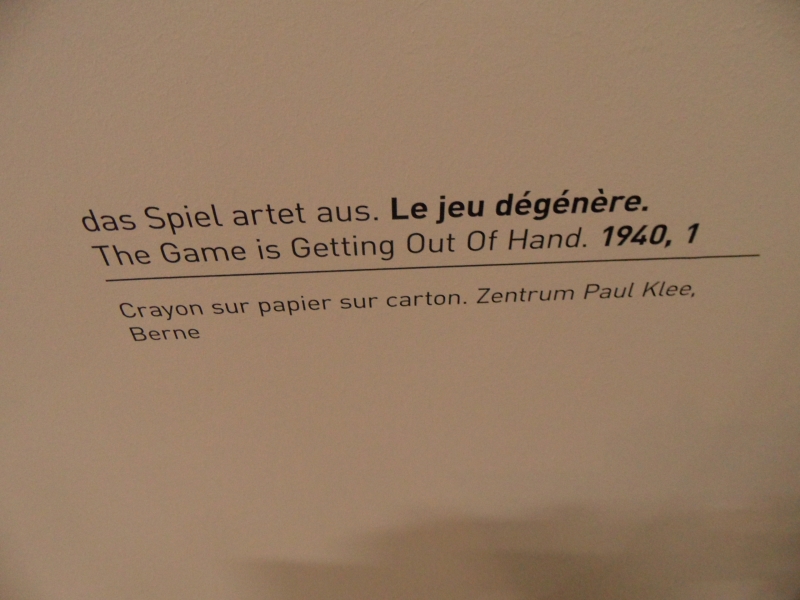 das Spiel artet aus. Le jeu dégénère.
The Game is Getting Out Of Hand. 1940, 1
Crayon sur papier sur carton. Zentrum Paul Klee,
Berne